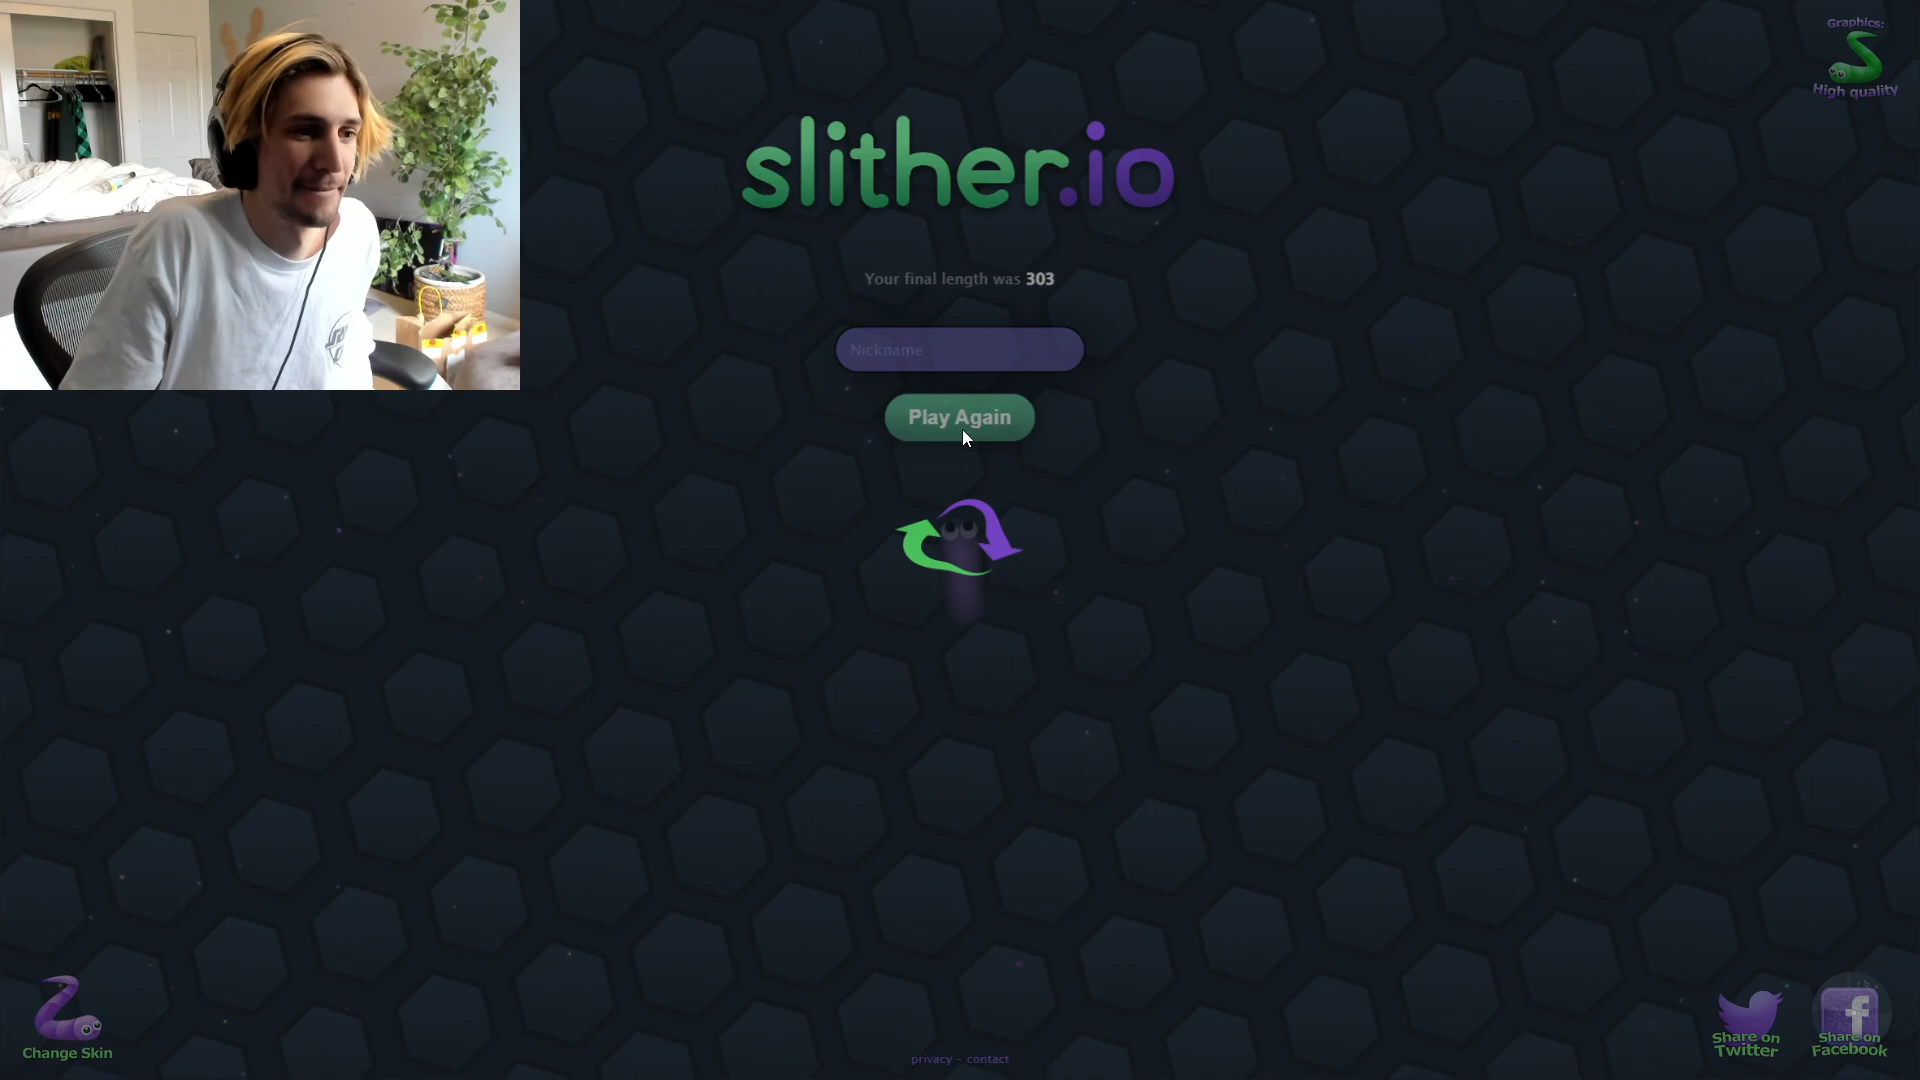 Graphics:
High quality
slither.io
Your final length was 303
Nickname
Play Again
Change Skin
privacy - contact
Share on
Twitter
Share on
Facebook